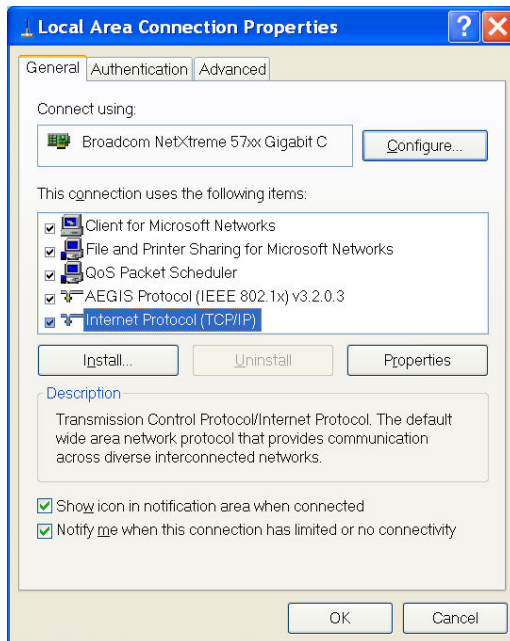 Local Area Connection Properties
General Authentication Advanced
Connect using:
Broadcom NetXtreme 57xx Gigabit C
Configure...
This connection uses the following items:
Client for Microsoft Networks
File and Printer Sharing for Microsoft Networks
QoS Packet Scheduler
AEGIS Protocol (IEEE 802.1x) v3.2.0.3
Internet Protocol (TCP/IP)
Install... Uninstall Properties
Description
Transmission Control Protocol/Internet Protocol. The default
wide area network protocol that provides communication
across diverse interconnected networks.
Show icon in notification area when connected
Notify me when this connection has limited or no connectivity
OK Cancel